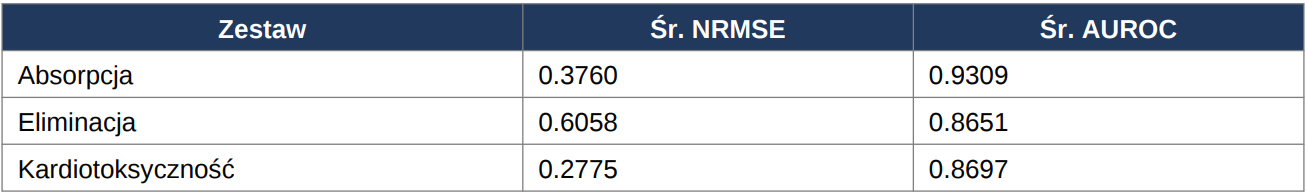 Zestaw Śr. NRMSE Śr. AUROC
Absorpcja 0.3760 0.9309
Eliminacja 0.6058 0.8651
Kardiotoksyczność 0.2775 0.8697